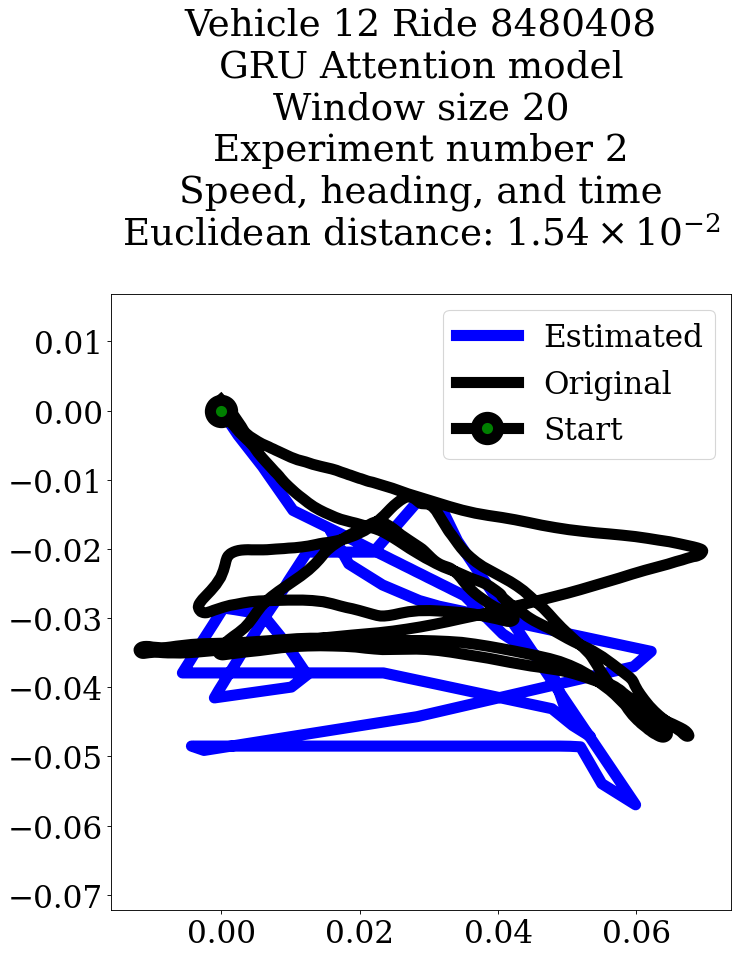 Vehicle 12 Ride 8480408
GRU Attention model
Window size 20
Experiment number 2
Speed, heading, and time
Euclidean distance: 1.54 × 10⁻²
Estimated
Original
Start
0.01
0.00
−0.01
−0.02
−0.03
−0.04
−0.05
−0.06
−0.07
0.00 0.02 0.04 0.06